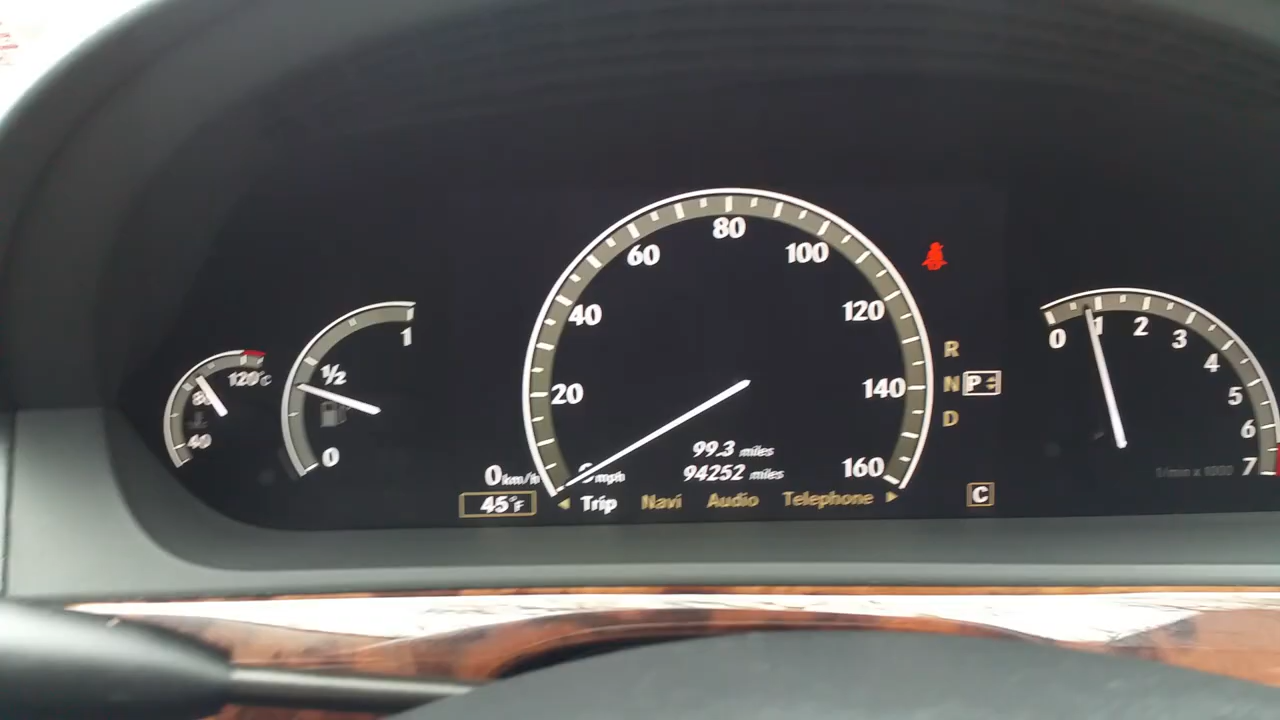 120°C
80
40
1
1/2
0
0 km/h
45°F
20
40
60
80
100
120
140
160
0 mph
99.3 miles
94252 miles
Trip Navi Audio Telephone
R
N P
D
C
0 1 2 3 4 5 6 7
1/min x 1000